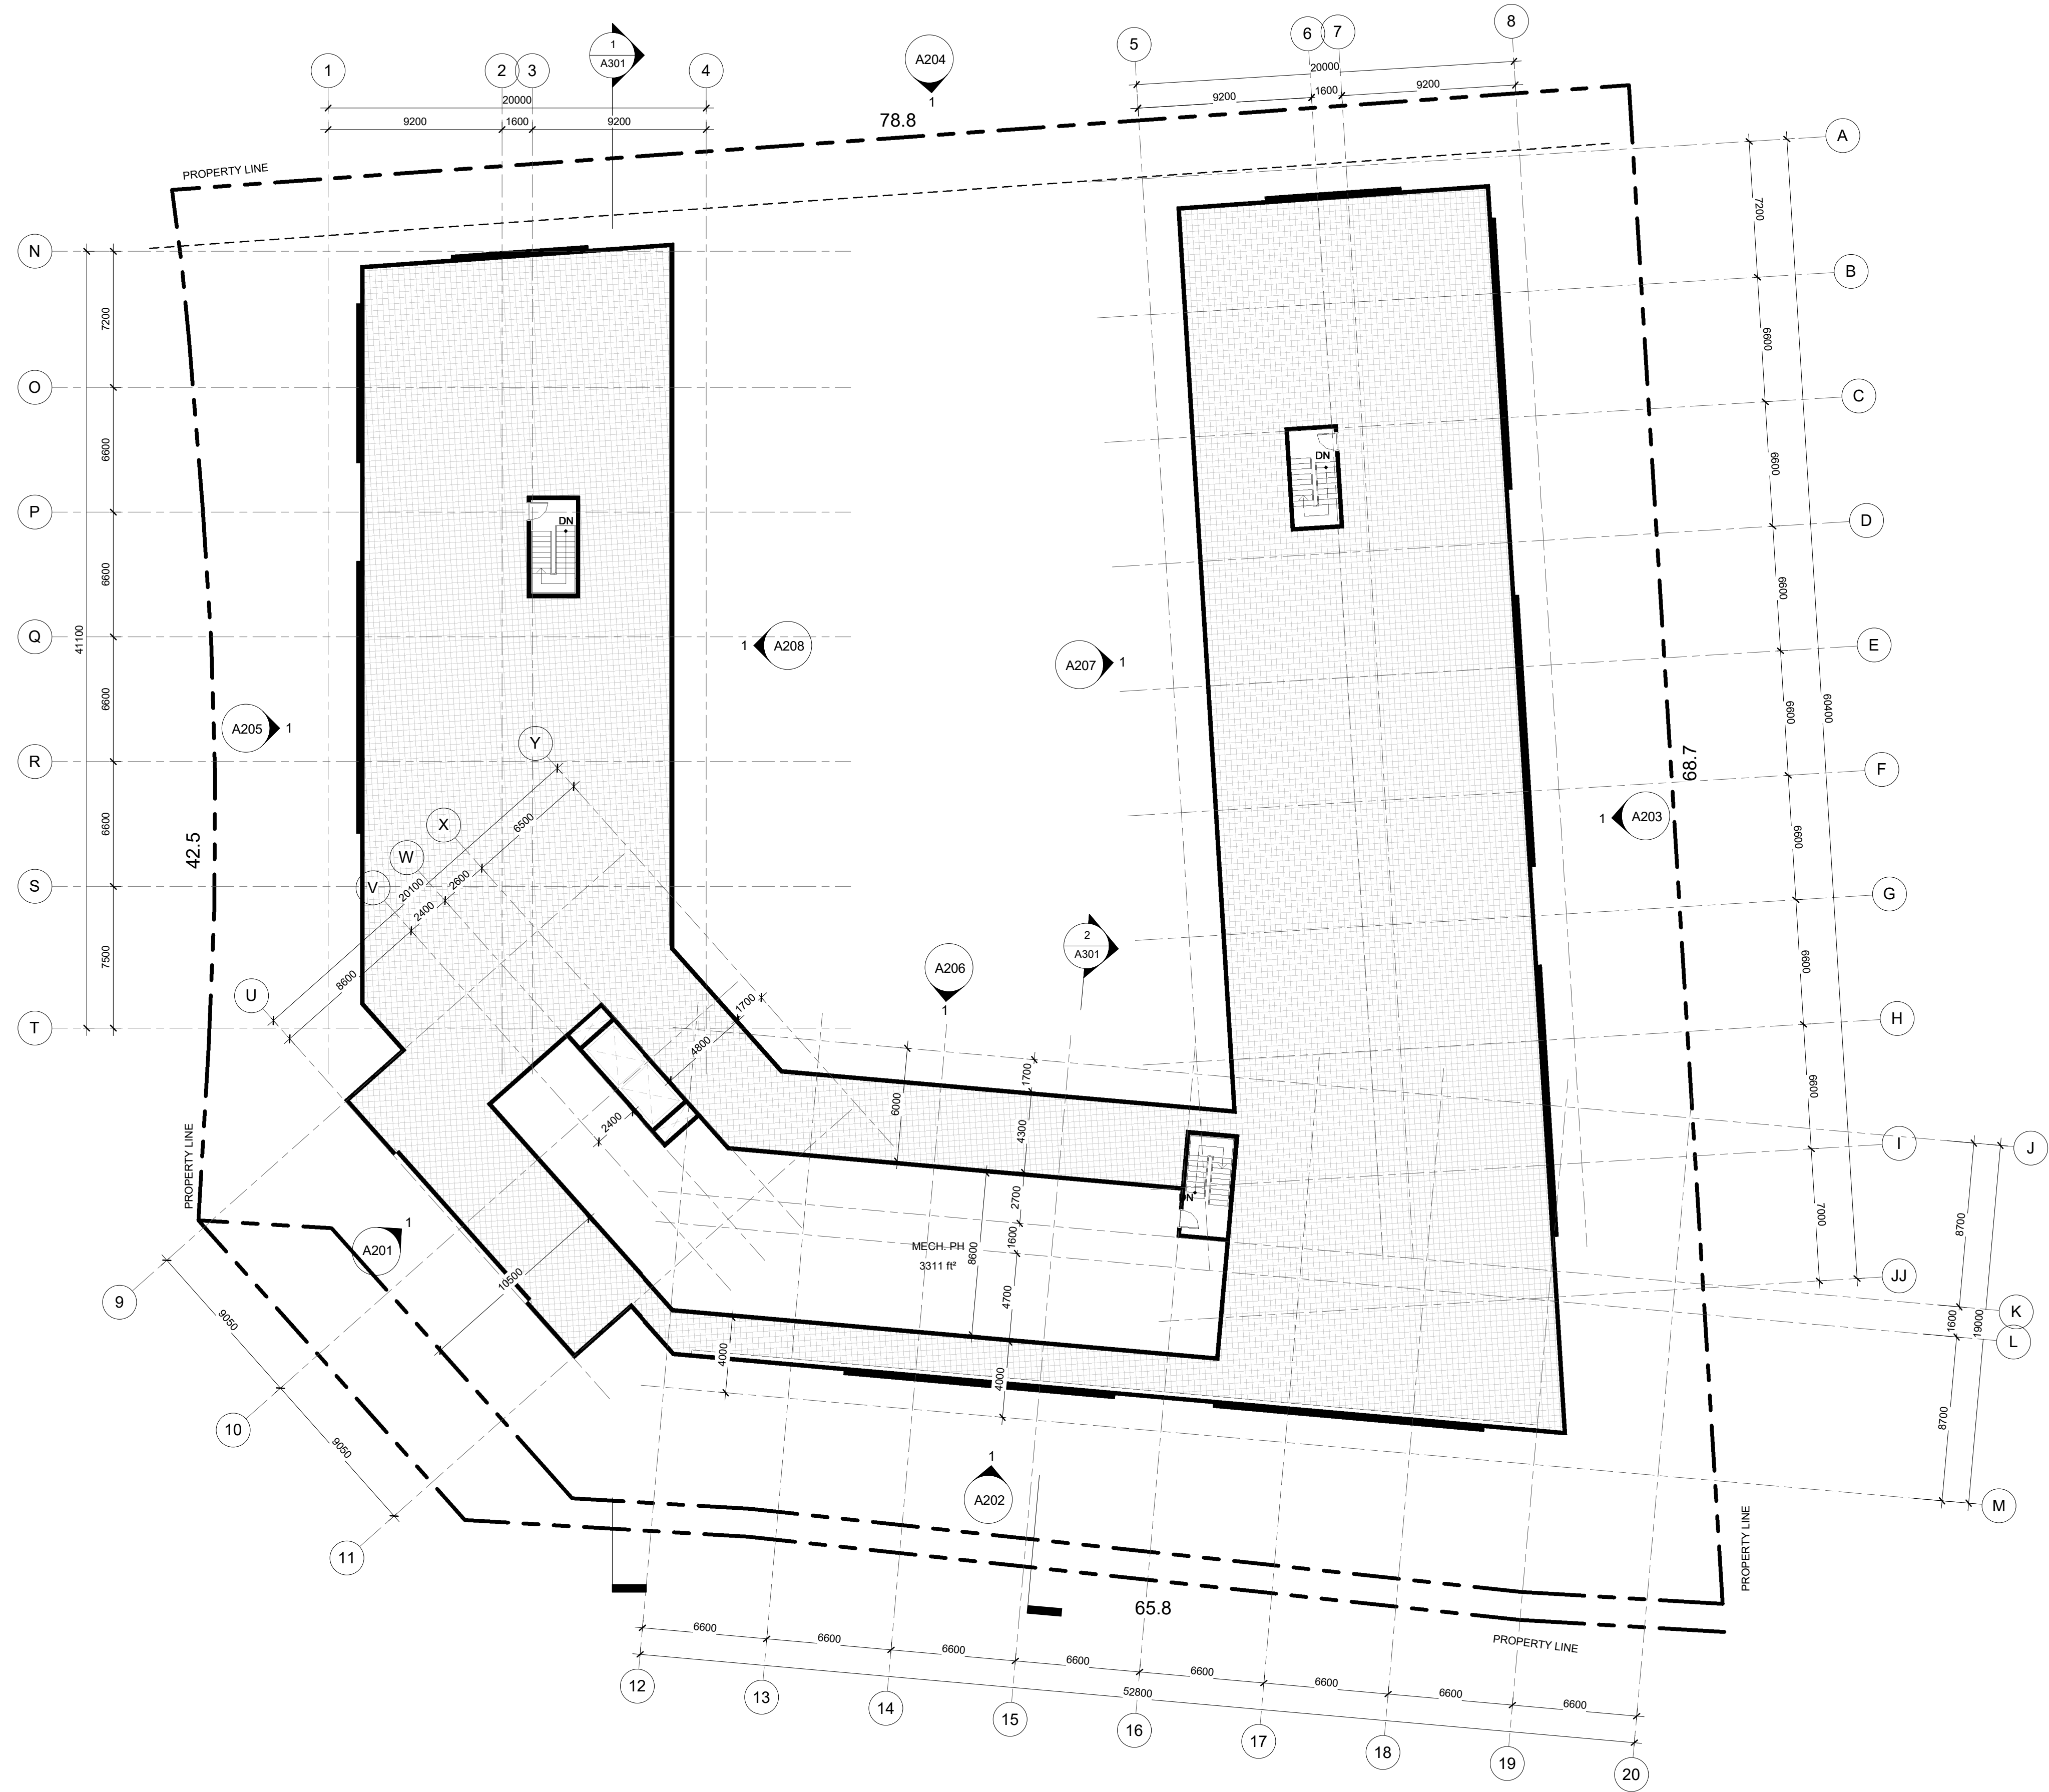 1
2
3
4
1
A301
A204
1
5
6
7
8
20000
9200
1600
9200
20000
9200
1600
9200
78.8
PROPERTY LINE
A
B
C
D
E
F
G
H
I
JJ
7200
6600
6600
6600
6600
6600
6600
6600
7000
60400
N
O
P
Q
R
S
T
7200
6600
6600
6600
6600
7500
41100
DN
DN
1
A208
A207
1
A205
1
1
A203
68.7
42.5
Y
X
W
V
U
20100
6500
2600
2400
8600
1700
4800
2400
2
A301
A206
1
6000
1700
4300
2700
1600
8600
4700
4000
4000
DN
MECH. PH
3311 ft²
J
K
L
M
8700
1600
19000
8700
PROPERTY LINE
1
A201
10500
9
10
11
9050
9050
1
A202
65.8
PROPERTY LINE
PROPERTY LINE
6600
6600
6600
6600
6600
6600
6600
6600
52800
12
13
14
15
16
17
18
19
20